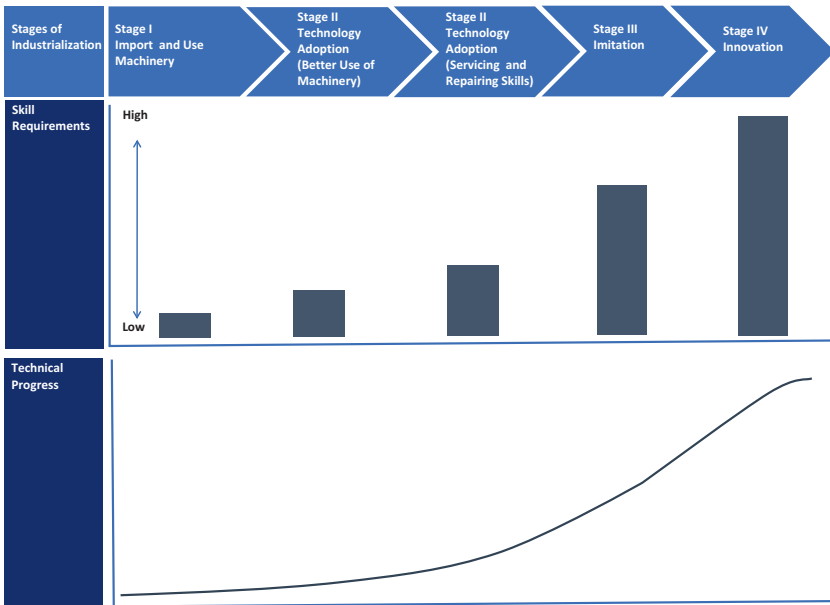 Stages of
Industrialization
Stage I
Import and Use
Machinery
Stage II
Technology
Adoption
(Better Use of
Machinery)
Stage II
Technology
Adoption
(Servicing and
Repairing Skills)
Stage III
Imitation
Stage IV
Innovation
Skill
Requirements
High
Low
Technical
Progress